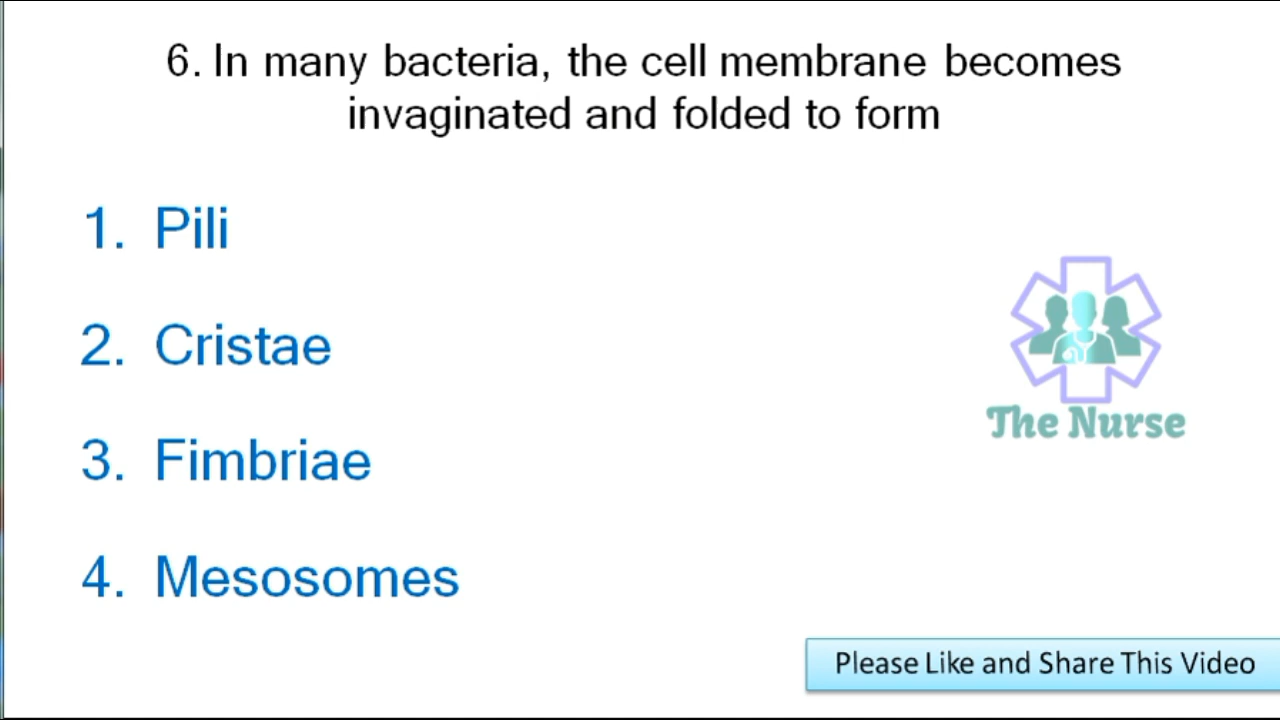 6. In many bacteria, the cell membrane becomes
invaginated and folded to form
1. Pili
2. Cristae
3. Fimbriae
4. Mesosomes
The Nurse
Please Like and Share This Video